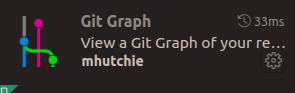 Git Graph 33ms
View a Git Graph of your re...
mhutchie